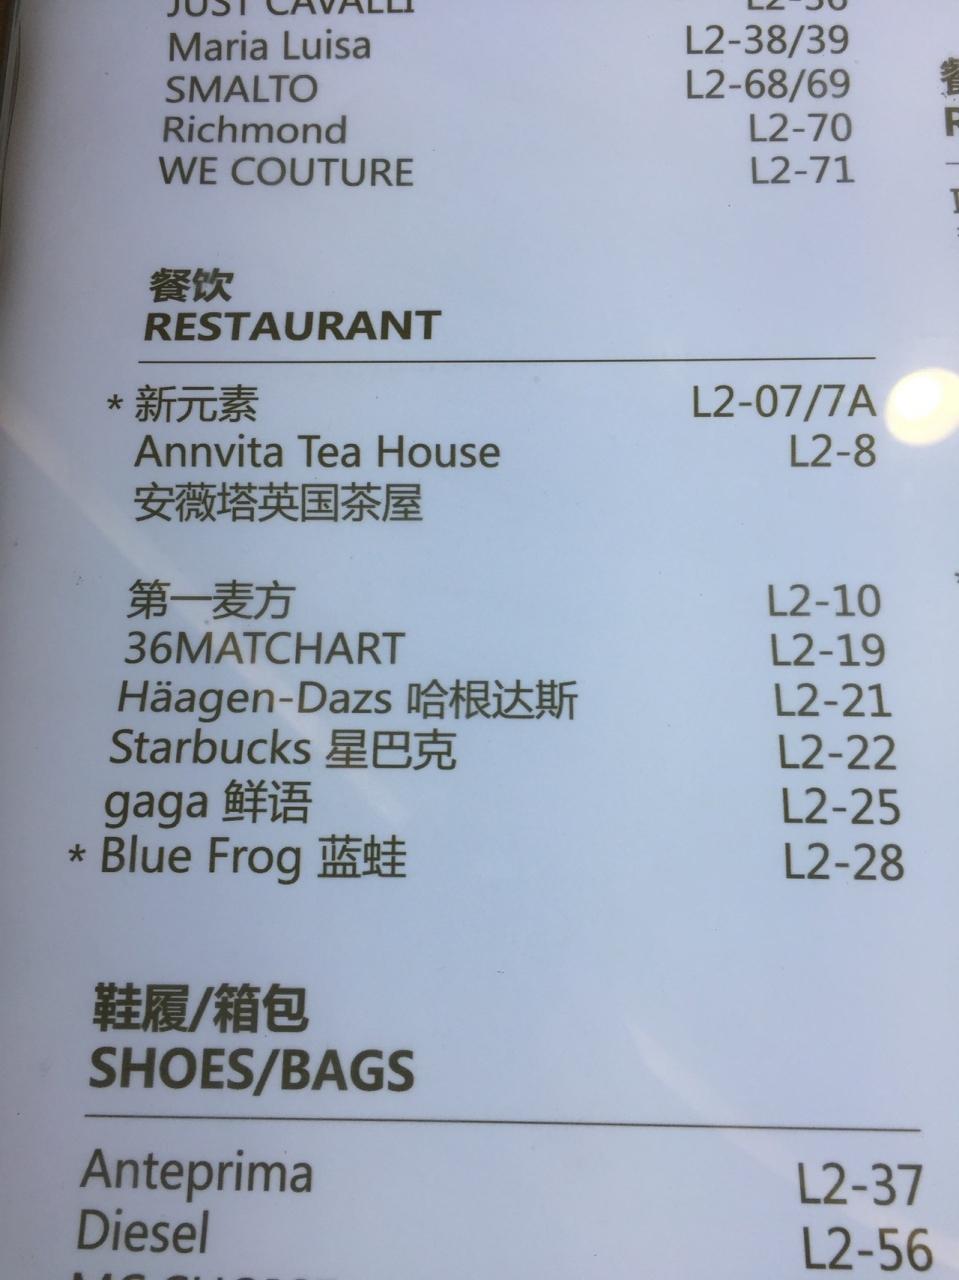 JUST CAVALLI L2-36
Maria Luisa L2-38/39
SMALTO L2-68/69
Richmond L2-70
WE COUTURE L2-71
餐饮
RESTAURANT
* 新元素 L2-07/7A
Annvita Tea House L2-8
安薇塔英国茶屋
第一麦方 L2-10
36MATCHART L2-19
Häagen-Dazs 哈根达斯 L2-21
Starbucks 星巴克 L2-22
gaga 鲜语 L2-25
* Blue Frog 蓝蛙 L2-28
鞋履/箱包
SHOES/BAGS
Anteprima L2-37
Diesel L2-56